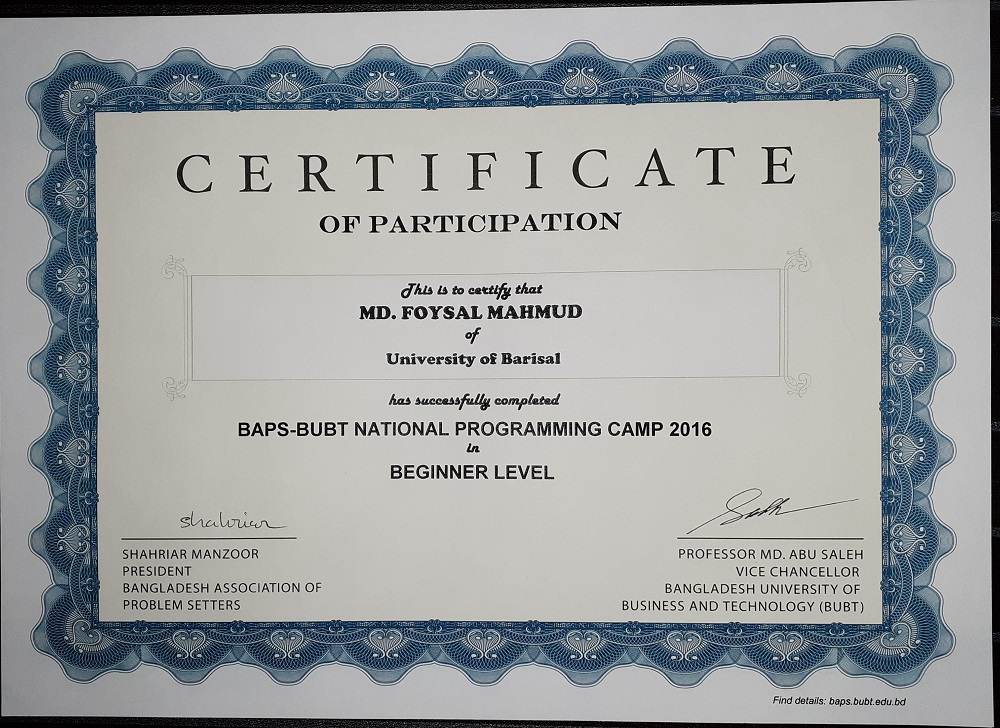 CERTIFICATE
OF PARTICIPATION
This is to certify that
MD. FOYSAL MAHMUD
of
University of Barisal
has successfully completed
BAPS-BUBT NATIONAL PROGRAMMING CAMP 2016
in
BEGINNER LEVEL
Shahriar
SHAHRIAR MANZOOR
PRESIDENT
BANGLADESH ASSOCIATION OF
PROBLEM SETTERS
PROFESSOR MD. ABU SALEH
VICE CHANCELLOR
BANGLADESH UNIVERSITY OF
BUSINESS AND TECHNOLOGY (BUBT)
Find details: baps.bubt.edu.bd